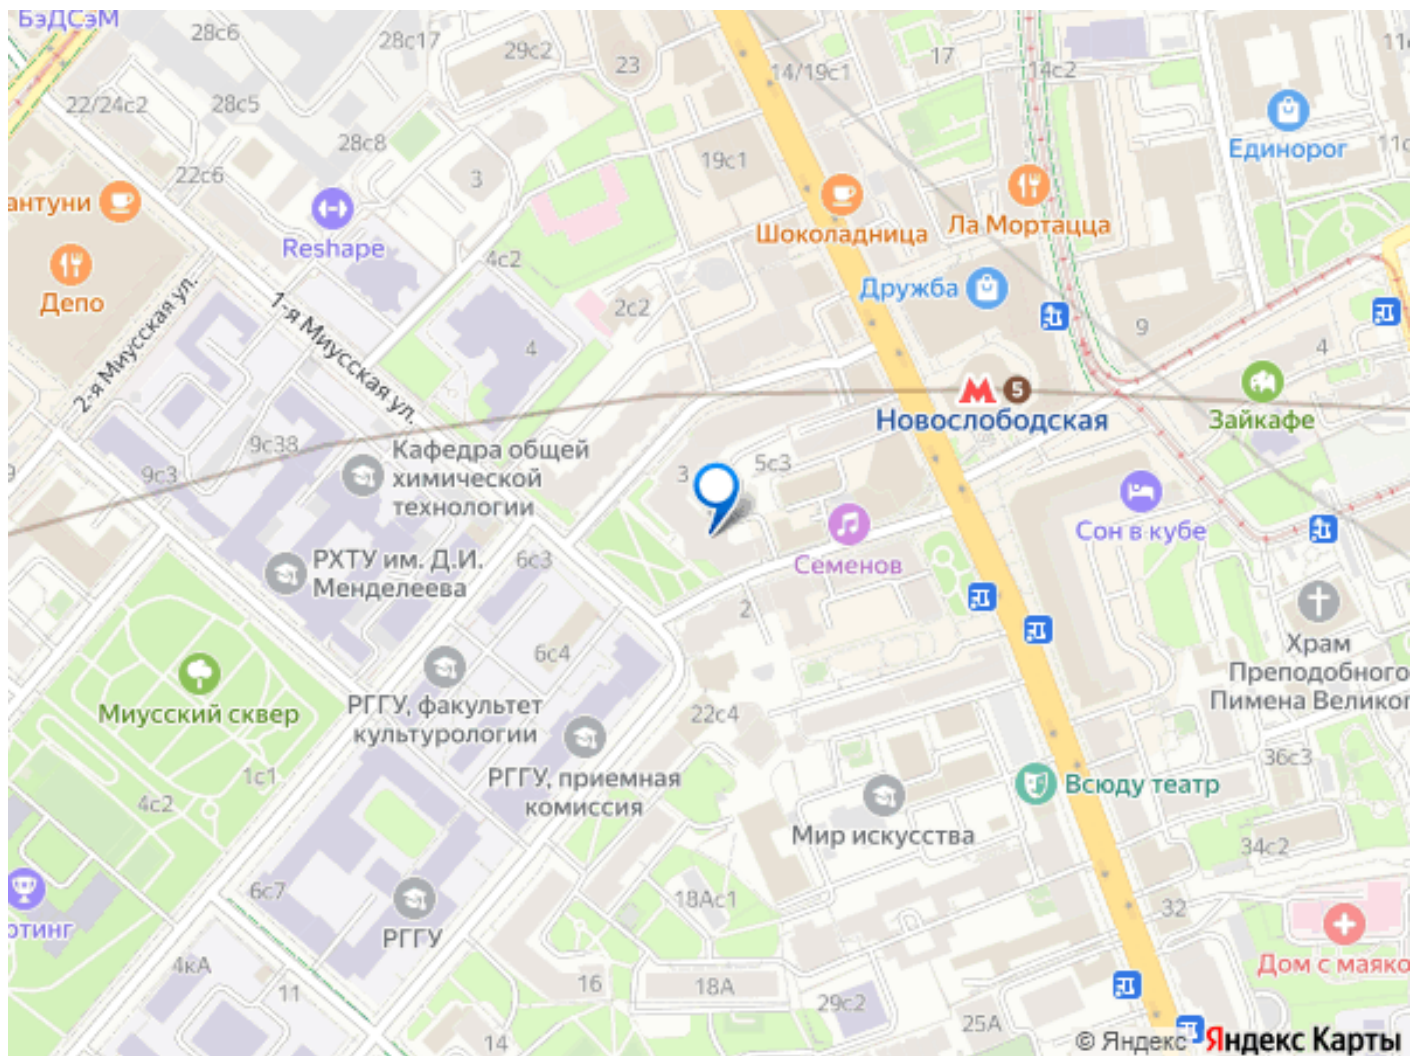 БэДСэМ
28с6
28с17
29с2
23
14/19с1
17
14с2
22/24с2
28с5
28с8
Единорог
22с6
3
19с1
антуни
Reshape
Шоколадница
Ла Мортацца
Депо
4с2
2с2
Дружба
9
4
2-я Миусская ул.
1-я Миусская ул.
4
5
Новослободская
Зайкафе
9с38
9с3
Кафедра общей
химической
технологии
3
5с3
Сон в кубе
Семенов
РХТУ им. Д.И.
Менделеева
6с3
2
Храм
Преподобного
Пимена Великог
6с4
Миусский сквер
РГГУ, факультет
культурологии
22с4
1с1
4с2
РГГУ, приемная
комиссия
36с3
Всюду театр
Мир искусства
34с2
6с7
18Ас1
32
РГГУ
ртинг
4кА
11
16
18А
29с2
Дом с маяко
14
25А
© Яндекс Яндекс Карты